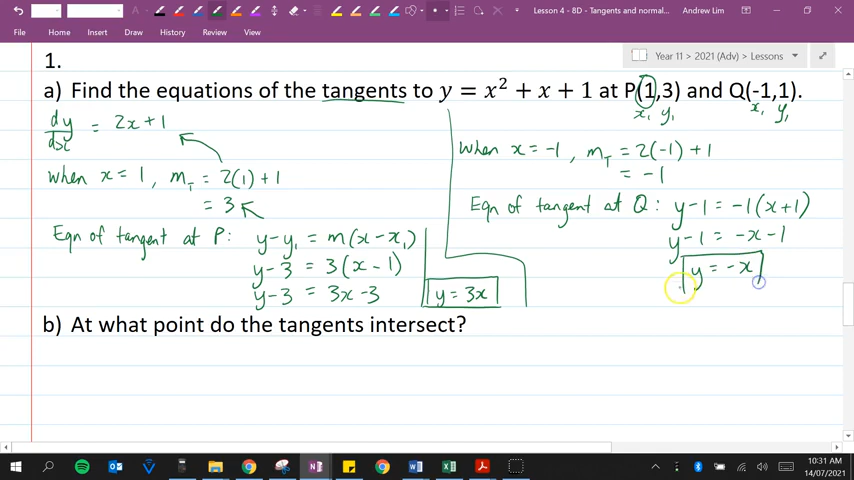 Lesson 4 - 8D - Tangents and normal...
Andrew Lim
File Home Insert Draw History Review View
Year 11 > 2021 (Adv) > Lessons
1.
a) Find the equations of the tangents to y = x² + x + 1 at P(1,3) and Q(-1,1).
x₁ y₁ x₁ y₁
dy/dx = 2x+1
when x = 1, m_T = 2(1) + 1
= 3
Eqn of tangent at P: y - y₁ = m(x - x₁)
y - 3 = 3(x - 1)
y - 3 = 3x - 3
y = 3x
When x = -1, m_T = 2(-1) + 1
= -1
Eqn of tangent at Q: y - 1 = -1(x + 1)
y - 1 = -x - 1
y = -x
b) At what point do the tangents intersect?
10:31 AM
14/07/2021